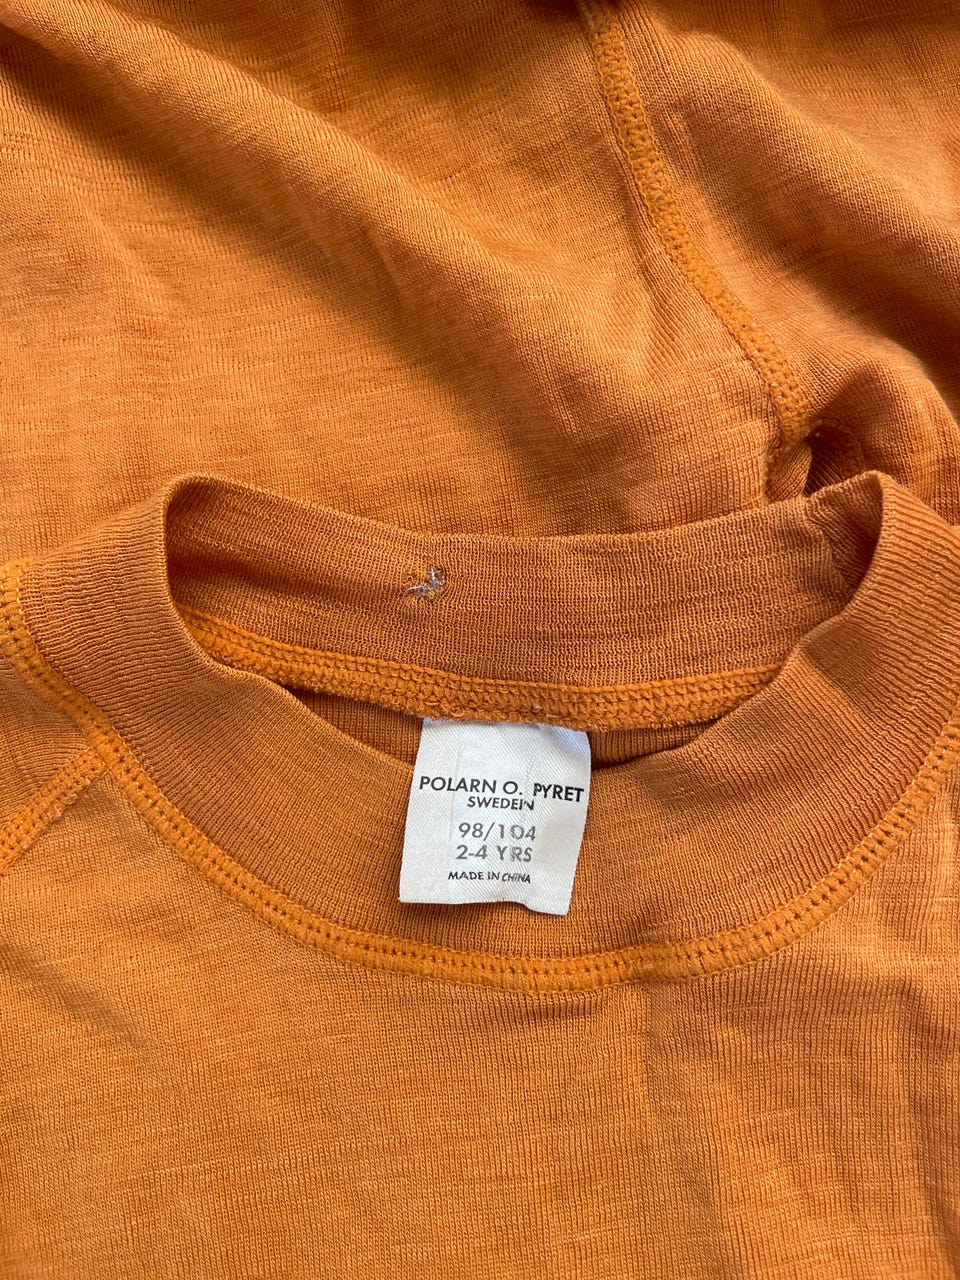 POLARN O. PYRET
SWEDEN
98/104
2-4 YRS
MADE IN CHINA